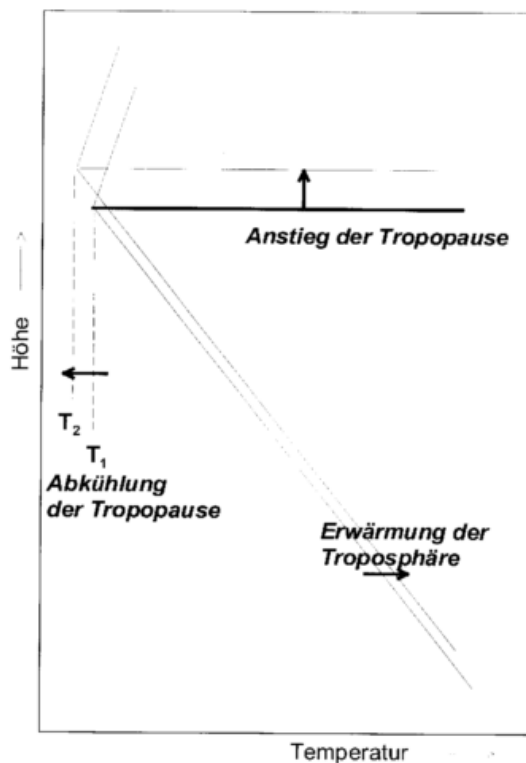 Anstieg der Tropopause
Höhe
T2
T1
Abkühlung
der Tropopause
Erwärmung der
Troposphäre
Temperatur